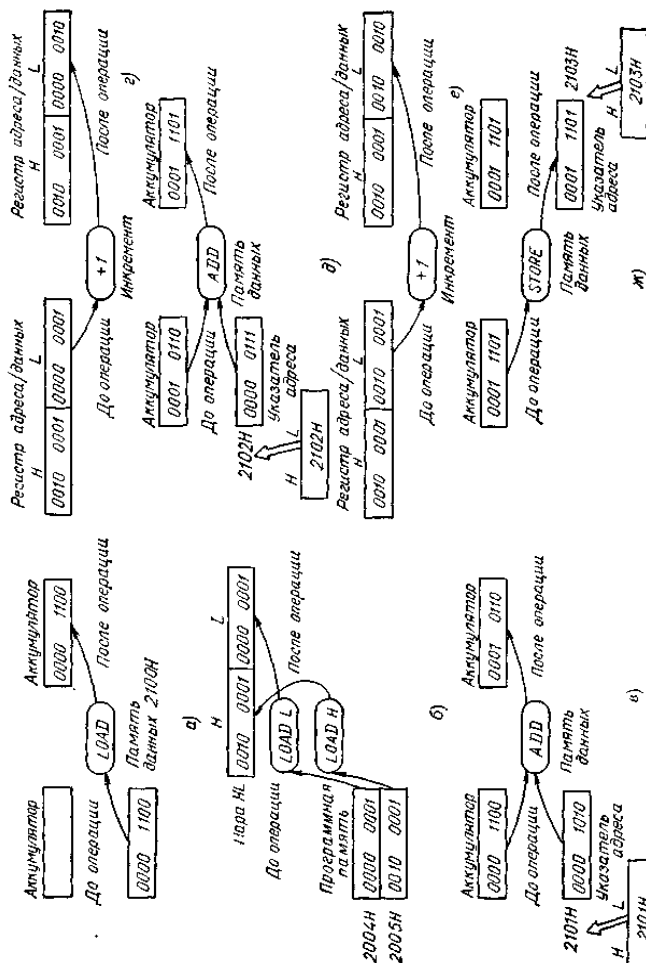 Аккумулятор
Аккумулятор
0000 1100
До операции
После операции
LOAD
0000 1100
Память
данных 2100H
а)
Пара HL
H
L
0010 0001 0000 0001
До операции
После операции
LOAD L
LOAD H
Программная
память
2004H 0000 0001
2005H 0010 0001
б)
Аккумулятор
0000 1100
Аккумулятор
0001 0110
До операции
ADD
После операции
Память
данных
2101H 0000 1010
Указатель
адреса
H L
2101H
в)
Регистр адреса/данных
H L
0010 0001 0000 0001
Регистр адреса/данных
H L
0010 0001 0000 0010
До операции
+1
Инкремент
После операции
г)
Аккумулятор
0001 0110
Аккумулятор
0001 1101
До операции
ADD
После операции
Память
данных
2102H 0000 0111
Указатель
адреса
H L
2102H
д)
Регистр адреса/данных
H L
0010 0001 0010 0001
Регистр адреса/данных
H L
0010 0001 0010 0010
До операции
+1
Инкремент
После операции
е)
Аккумулятор
0001 1101
Аккумулятор
0001 1101
До операции
STORE
После операции
Память
данных
0001 1101 2103H
Указатель
адреса
H L
2103H
ж)